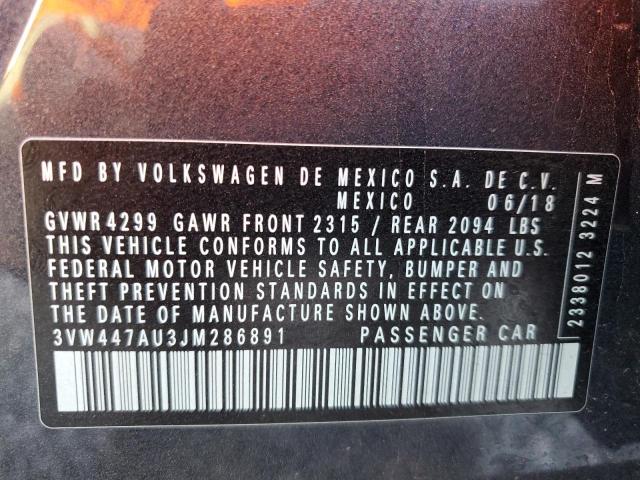 MFD BY VOLKSWAGEN DE MEXICO S.A. DE C.V.
MEXICO 06/18
GVWR 4299 GAWR FRONT 2315 / REAR 2094 LBS
THIS VEHICLE CONFORMS TO ALL APPLICABLE U.S.
FEDERAL MOTOR VEHICLE SAFETY, BUMPER AND
THEFT PREVENTION STANDARDS IN EFFECT ON
THE DATE OF MANUFACTURE SHOWN ABOVE.
3VW447AU3JM286891 PASSENGER CAR
2338012 3224 M